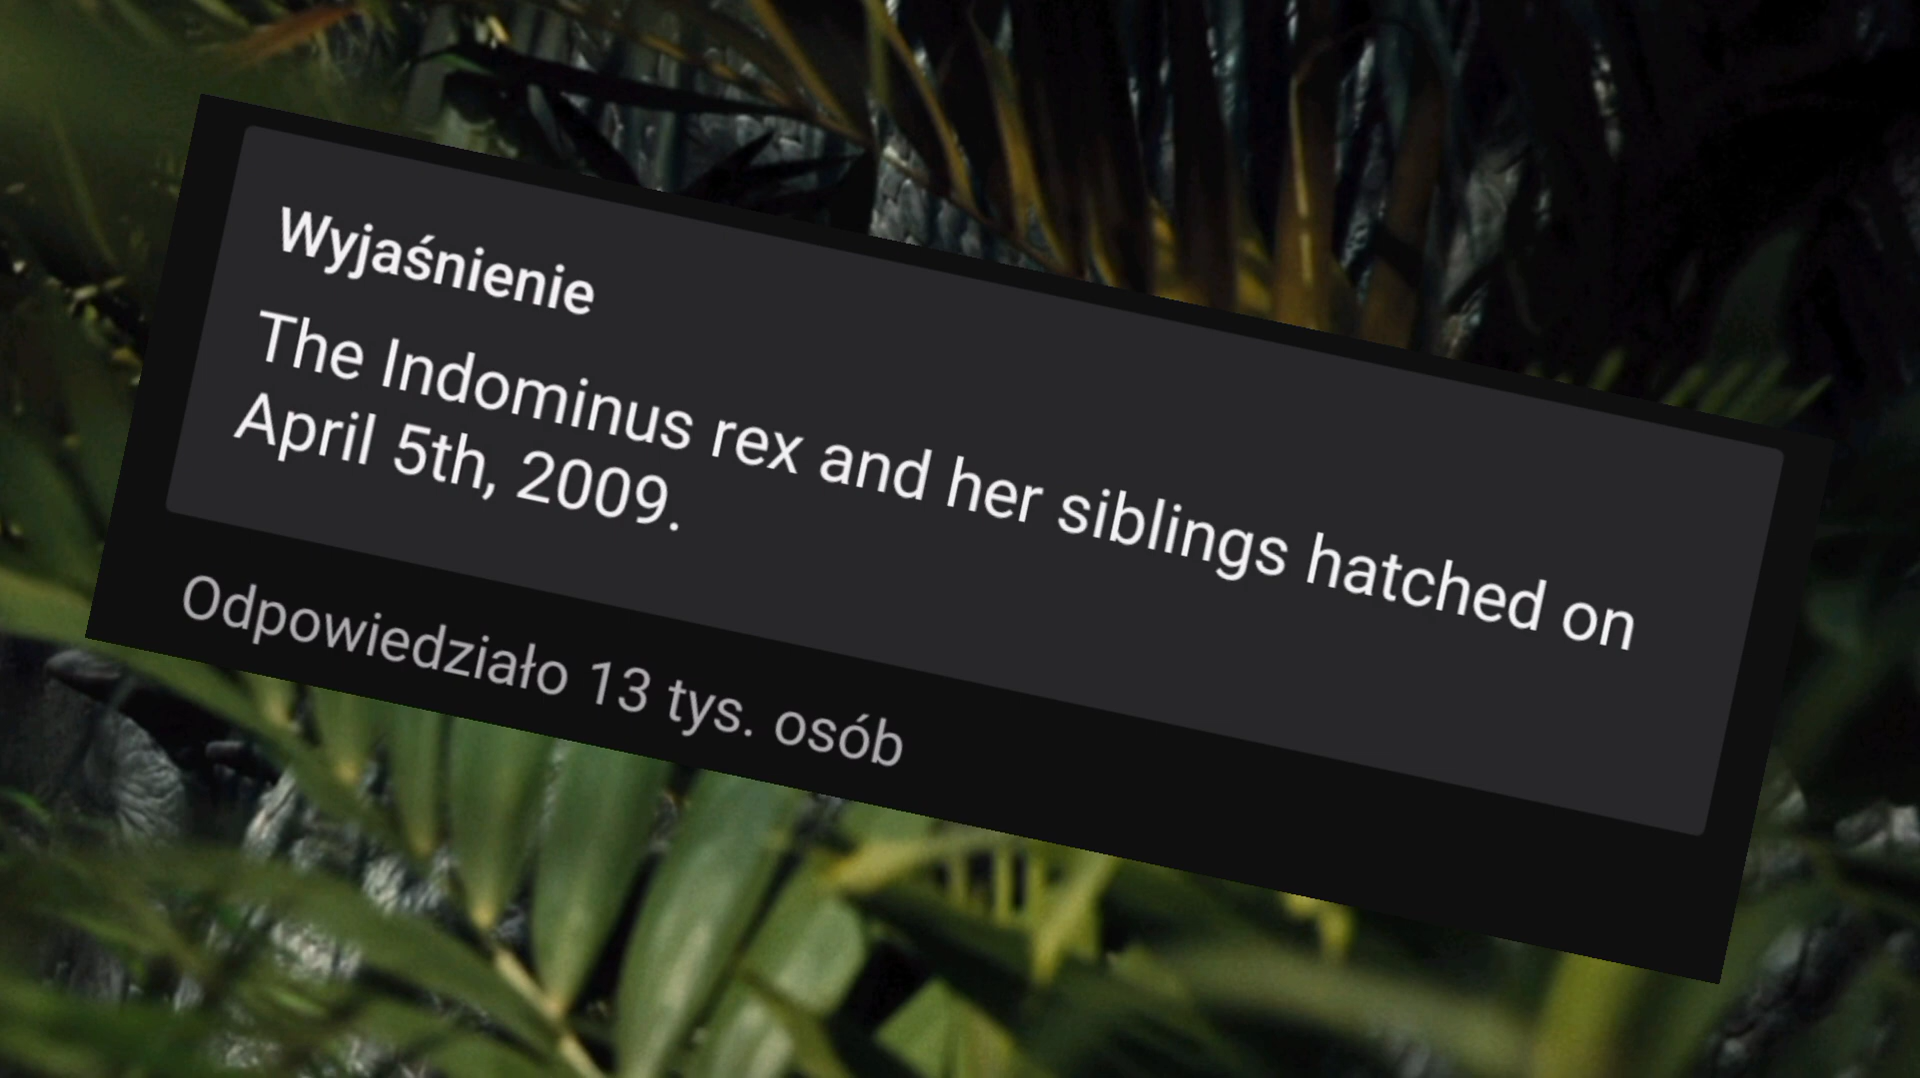 Wyjaśnienie
The Indominus rex and her siblings hatched on
April 5th, 2009.
Odpowiedziało 13 tys. osób